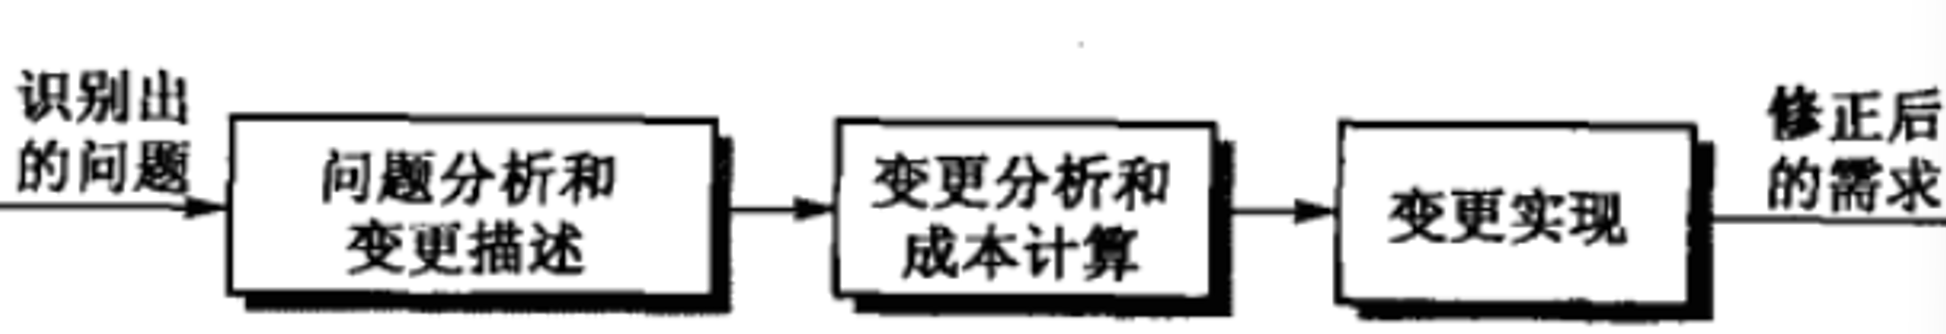 识别出
的问题
问题分析和
变更描述
变更分析和
成本计算
变更实现
修正后
的需求